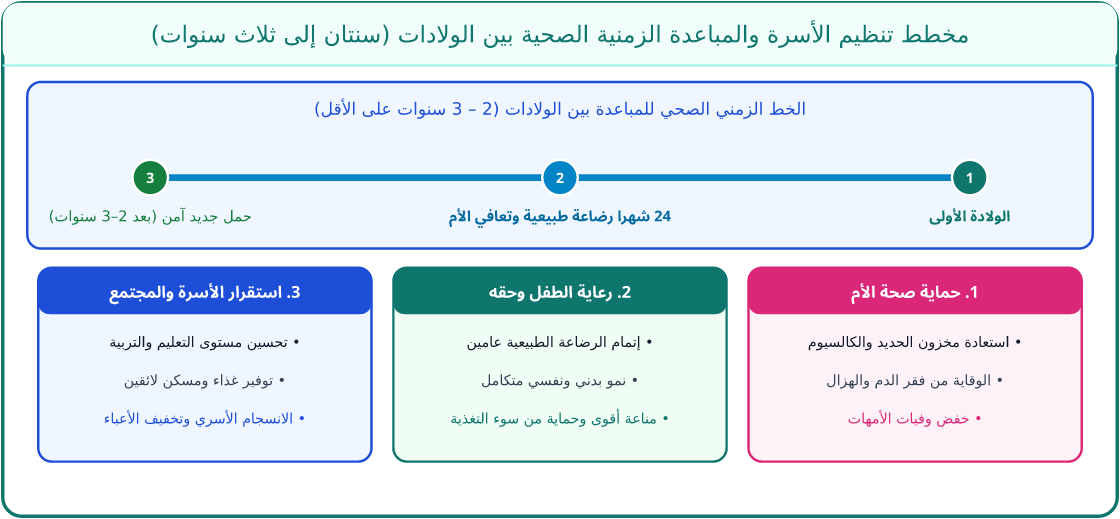 مخطط تنظيم الأسرة والمباعدة الزمنية الصحية بين الولادات (سنتان إلى ثلاث سنوات)
الخط الزمني الصحي للمباعدة بين الولادات (2 – 3 سنوات على الأقل)
1
2
3
الولادة الأولى
24 شهرا رضاعة طبيعية وتعافي الأم
حمل جديد آمن (بعد 2–3 سنوات)
1. حماية صحة الأم
• استعادة مخزون الحديد والكالسيوم
• الوقاية من فقر الدم والهزال
• خفض وفيات الأمهات
2. رعاية الطفل وحقه
• إتمام الرضاعة الطبيعية عامين
• نمو بدني ونفسي متكامل
• مناعة أقوى وحماية من سوء التغذية
3. استقرار الأسرة والمجتمع
• تحسين مستوى التعليم والتربية
• توفير غذاء ومسكن لائقين
• الانسجام الأسري وتخفيف الأعباء